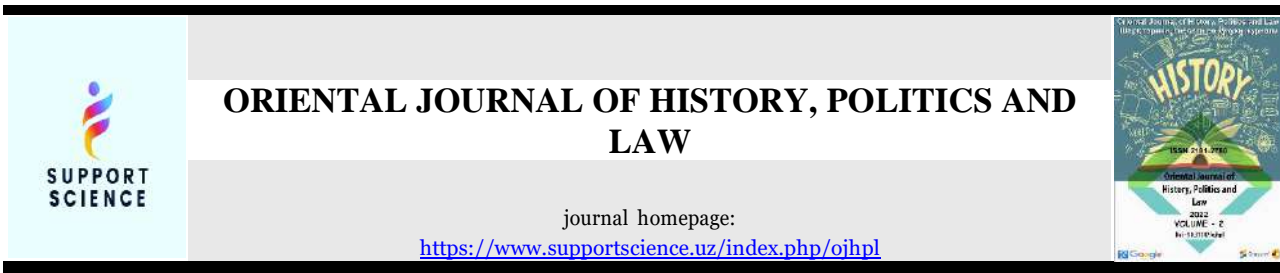 SUPPORT
SCIENCE
ORIENTAL JOURNAL OF HISTORY, POLITICS AND
LAW
journal homepage:
https://www.supportscience.uz/index.php/ojhpl
HISTORY
Oriental Journal of
History, Politics and
Law
2022
VOLUME - 2